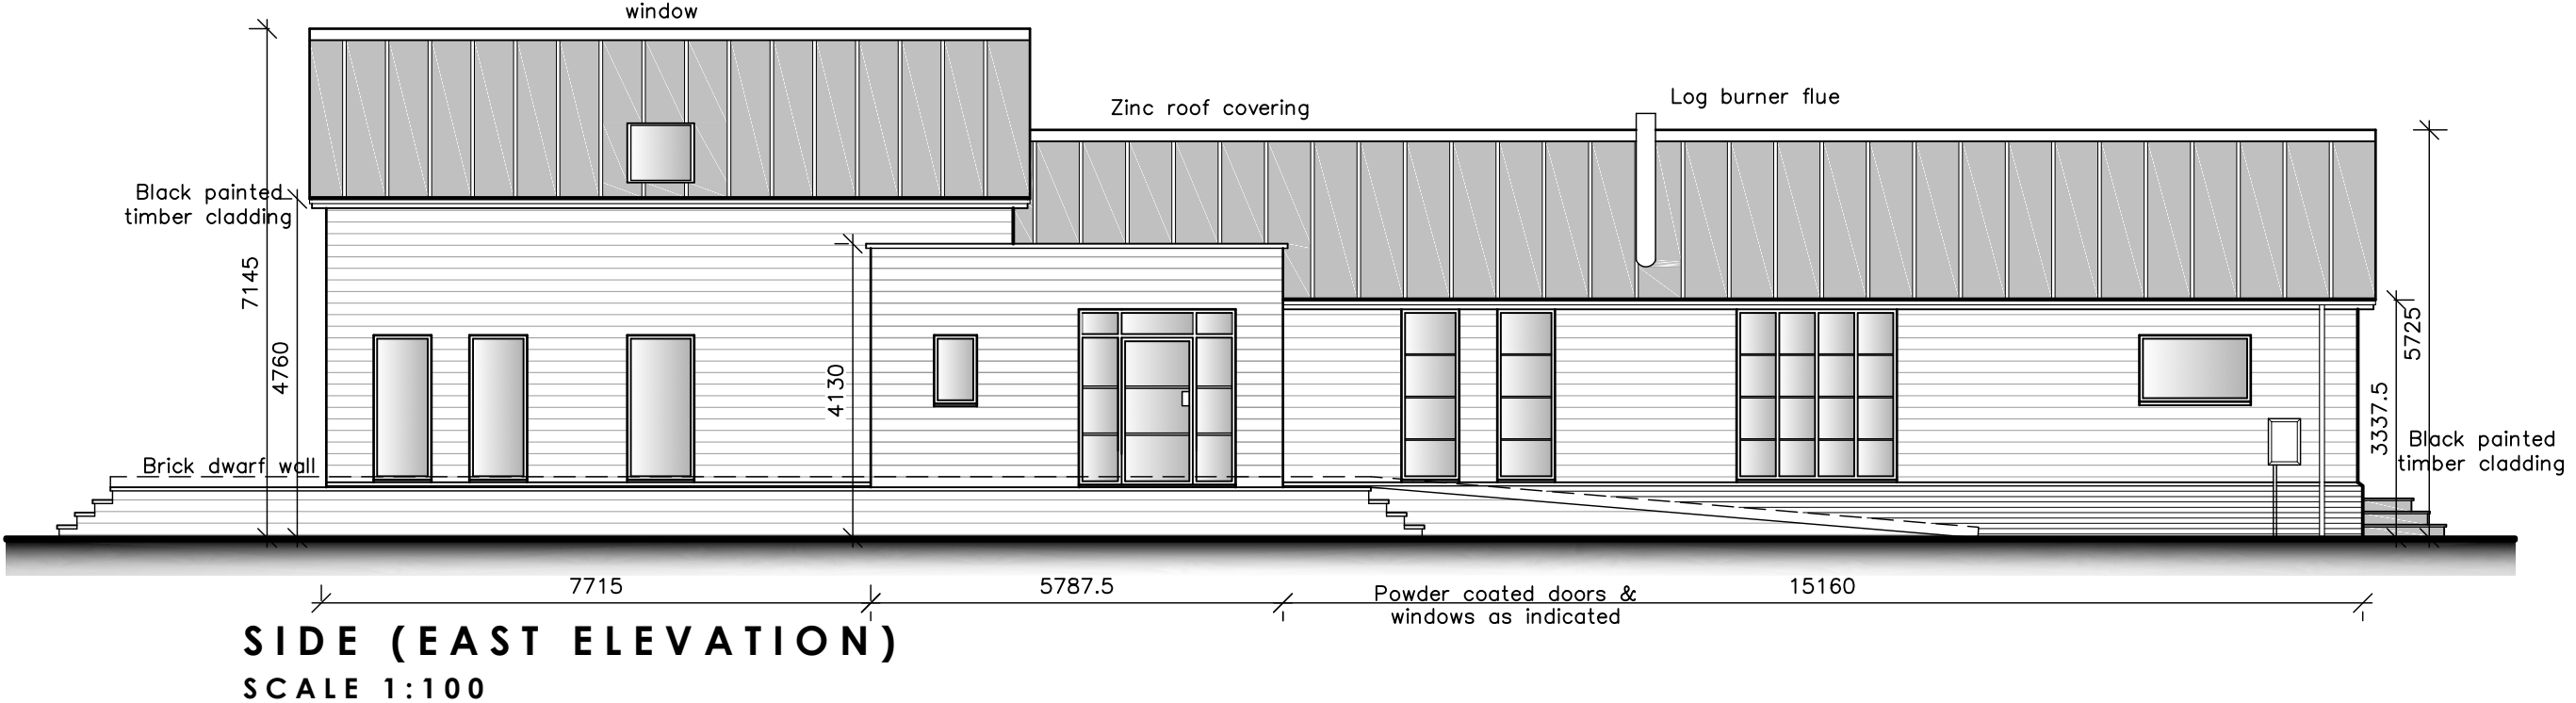 window
Zinc roof covering
Log burner flue
Black painted
timber cladding
7145
4760
4130
5725
3337.5
Black painted
timber cladding
Brick dwarf wall
7715
5787.5
15160
Powder coated doors &
windows as indicated
SIDE (EAST ELEVATION)
SCALE 1:100